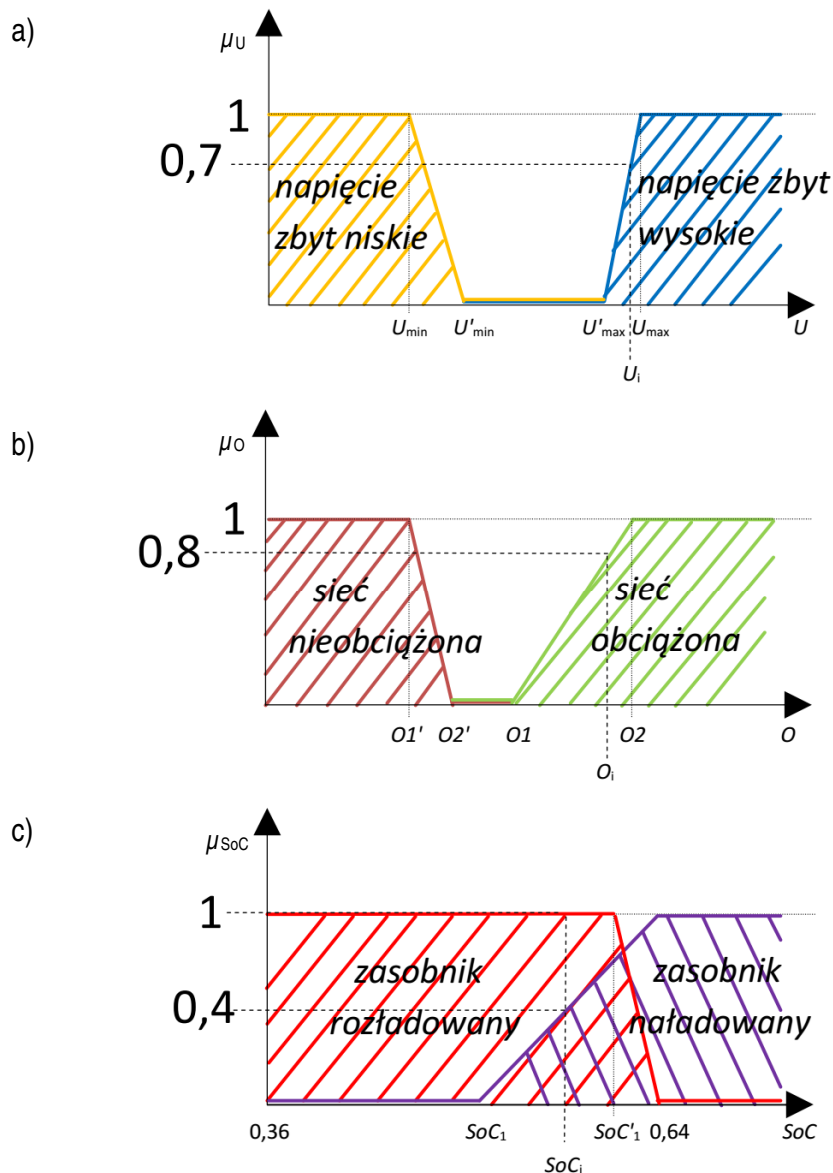 a)
μU
1
0,7
napięcie
zbyt niskie
napięcie zbyt
wysokie
Umin
U'min
U'max
Umax
U
Ui
b)
μO
1
0,8
sieć
nieobciążona
sieć
obciążona
O1'
O2'
O1
O2
O
Oi
c)
μSoC
1
0,4
zasobnik
rozładowany
zasobnik
naładowany
0,36
SoC1
SoC'1
0,64
SoC
SoCi